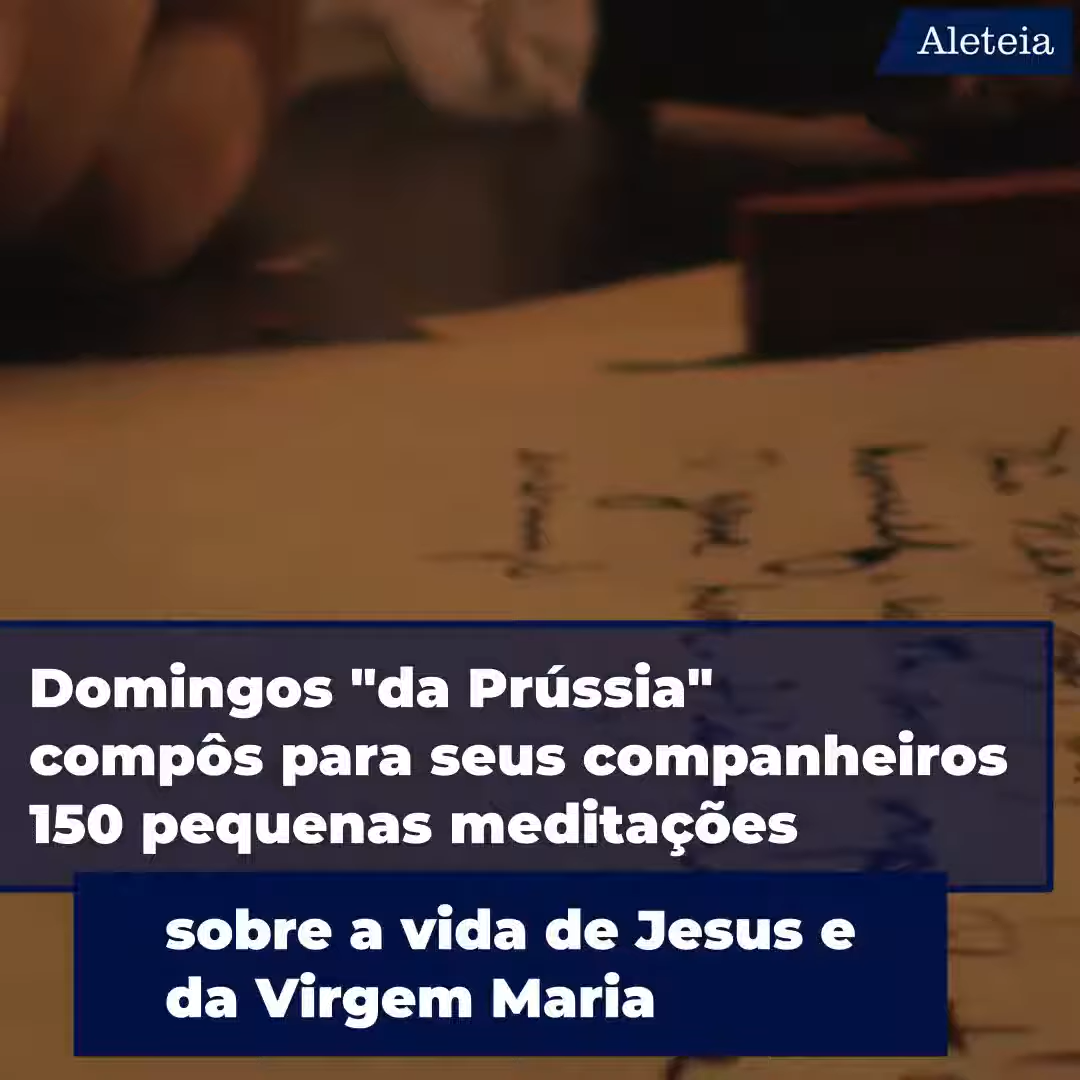 Aleteia
Domingos "da Prússia"
compôs para seus companheiros
150 pequenas meditações
sobre a vida de Jesus e
da Virgem Maria